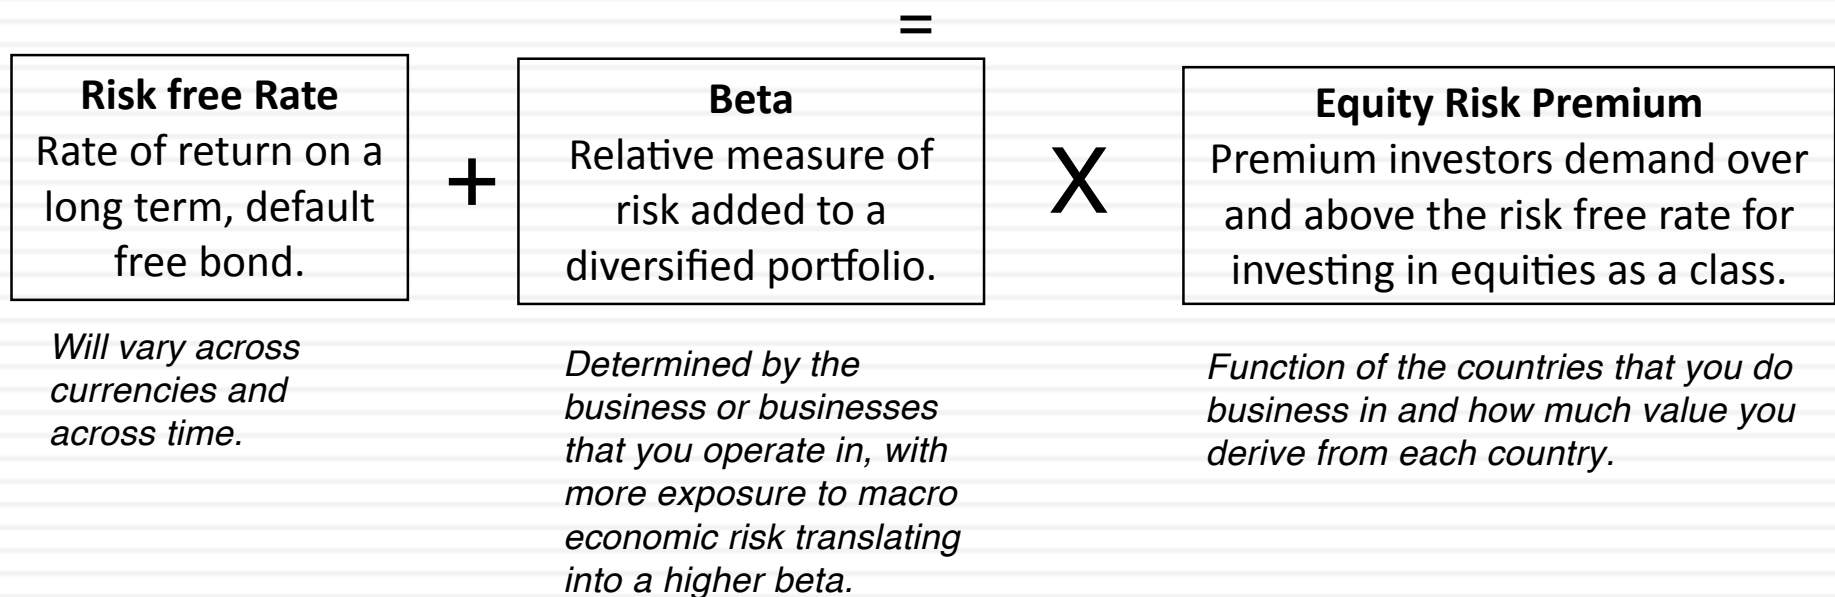 =
Risk free Rate
Rate of return on a
long term, default
free bond.
+
Beta
Relative measure of
risk added to a
diversified portfolio.
X
Equity Risk Premium
Premium investors demand over
and above the risk free rate for
investing in equities as a class.
Will vary across
currencies and
across time.
Determined by the
business or businesses
that you operate in, with
more exposure to macro
economic risk translating
into a higher beta.
Function of the countries that you do
business in and how much value you
derive from each country.